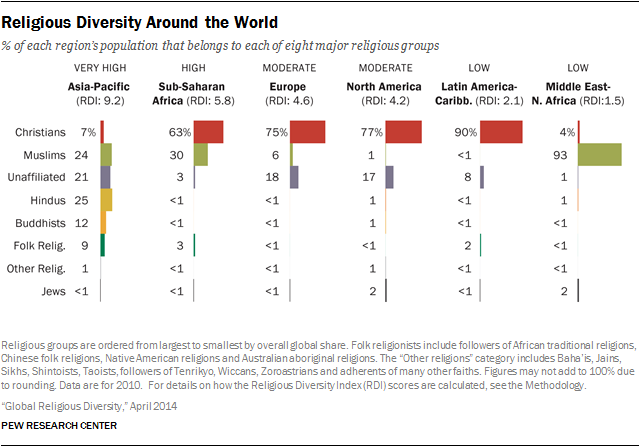 Religious Diversity Around the World
% of each region's population that belongs to each of eight major religious groups
VERY HIGH HIGH MODERATE MODERATE LOW LOW
Asia-Pacific Sub-Saharan Europe North America Latin America- Middle East-
(RDI: 9.2) Africa (RDI: 5.8) (RDI: 4.6) (RDI: 4.2) Caribb. (RDI: 2.1) N. Africa (RDI:1.5)
Christians 7% 63% 75% 77% 90% 4%
Muslims 24 30 6 1 <1 93
Unaffiliated 21 3 18 17 8 1
Hindus 25 <1 <1 1 <1 1
Buddhists 12 <1 <1 1 <1 <1
Folk Relig. 9 3 <1 <1 2 <1
Other Relig. 1 <1 <1 1 <1 <1
Jews <1 <1 <1 2 <1 2
Religious groups are ordered from largest to smallest by overall global share. Folk religionists include followers of African traditional religions,
Chinese folk religions, Native American religions and Australian aboriginal religions. The “Other religions” category includes Baha’is, Jains,
Sikhs, Shintoists, Taoists, followers of Tenrikyo, Wiccans, Zoroastrians and adherents of many other faiths. Figures may not add to 100% due
to rounding. Data are for 2010. For details on how the Religious Diversity Index (RDI) scores are calculated, see the Methodology.
“Global Religious Diversity,” April 2014
PEW RESEARCH CENTER